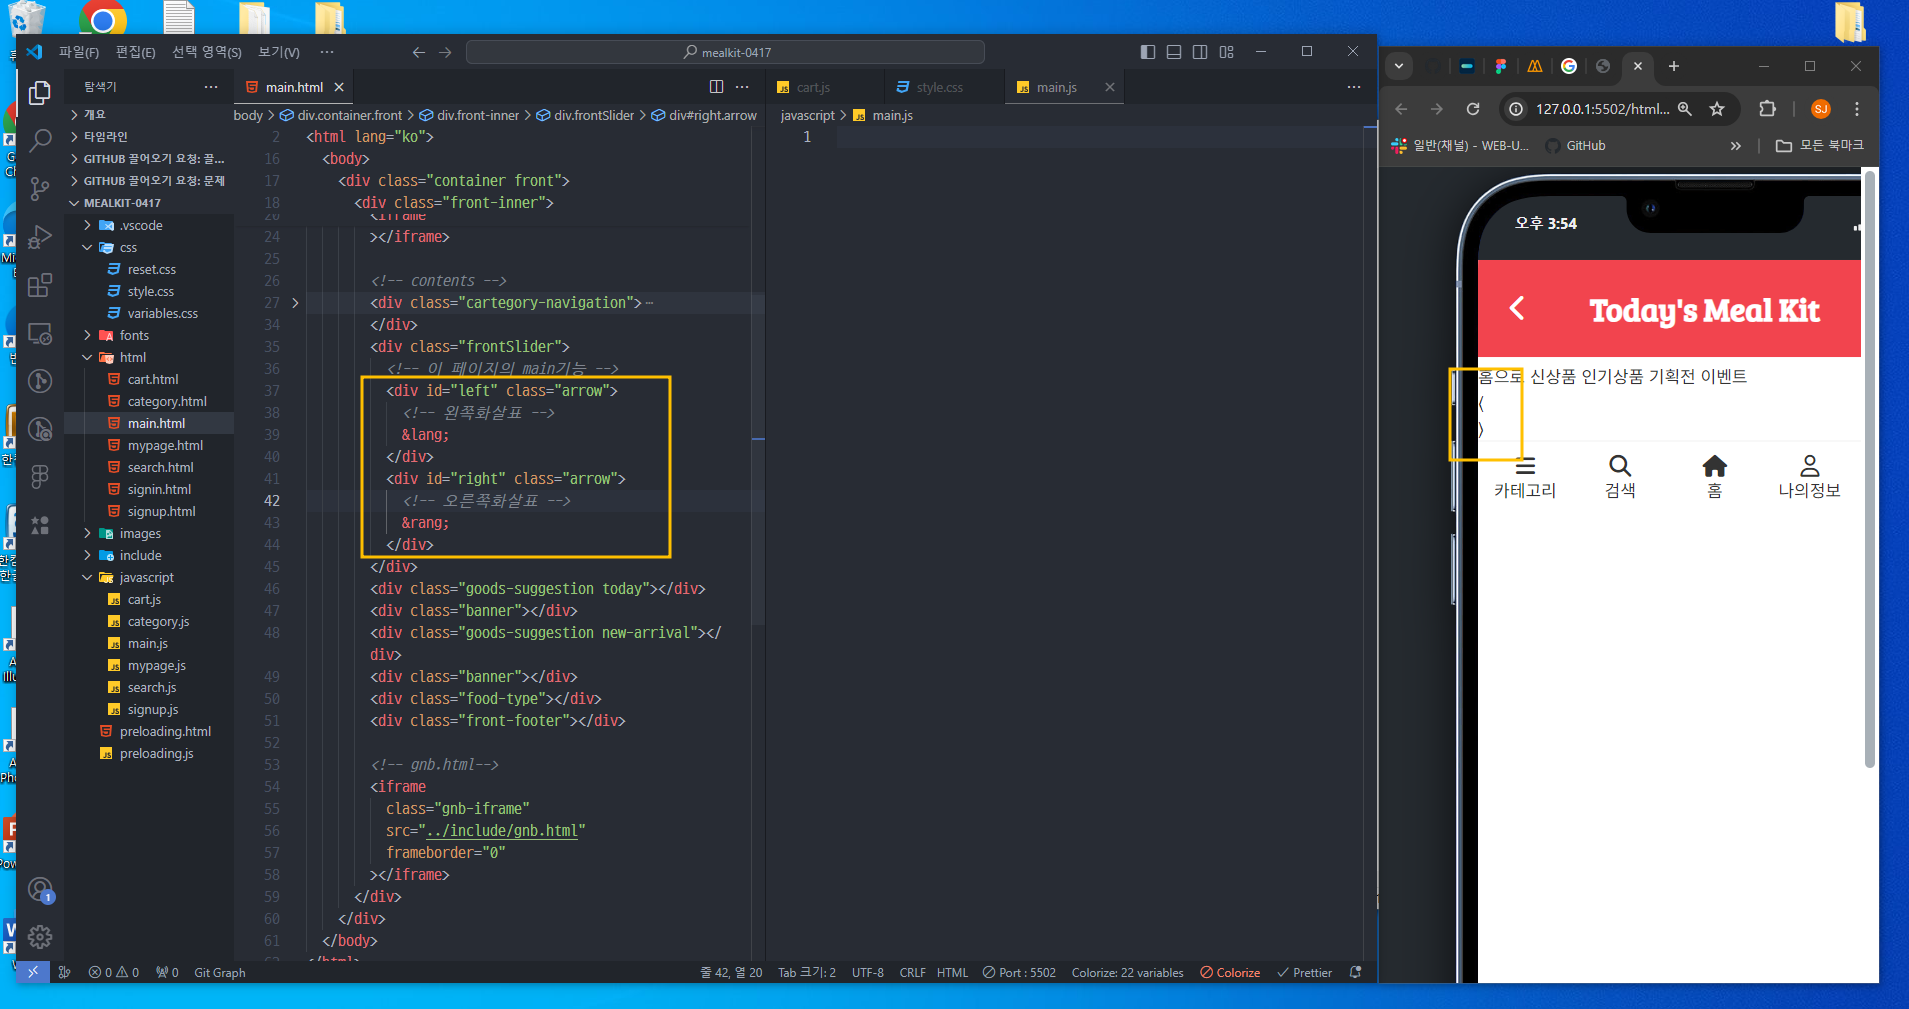 파일(F) 편집(E) 선택 영역(S) 보기(V) ··· mealkit-0417
탐색기 ···
개요
타임라인
GITHUB 끌어오기 요청: 끌...
GITHUB 끌어오기 요청: 문제
MEALKIT-0417
.vscode
css
reset.css
style.css
variables.css
fonts
html
cart.html
category.html
main.html
mypage.html
search.html
signin.html
signup.html
images
include
javascript
cart.js
category.js
main.js
mypage.js
search.js
signup.js
preloading.html
preloading.js
main.html
body > div.container.front > div.front-inner > div.frontSlider > div#right.arrow
2 <html lang="ko">
16 <body>
17 <div class="container front">
18 <div class="front-inner">
20 <iframe
24 ></iframe>
25
26 <!-- contents -->
27 <div class="cartegory-navigation"> ···
34 </div>
35 <div class="frontSlider">
36 <!-- 이 페이지의 main기능 -->
37 <div id="left" class="arrow">
38 <!-- 왼쪽화살표 -->
39 &lang;
40 </div>
41 <div id="right" class="arrow">
42 <!-- 오른쪽화살표 -->
43 &rang;
44 </div>
45 </div>
46 <div class="goods-suggestion today"></div>
47 <div class="banner"></div>
48 <div class="goods-suggestion new-arrival"></
div>
49 <div class="banner"></div>
50 <div class="food-type"></div>
51 <div class="front-footer"></div>
52
53 <!-- gnb.html-->
54 <iframe
55 class="gnb-iframe"
56 src="../include/gnb.html"
57 frameborder="0"
58 ></iframe>
59 </div>
60 </div>
61 </body>
</html>
cart.js style.css main.js
javascript > main.js
1
0 0 0 Git Graph 줄 42, 열 20 Tab 크기: 2 UTF-8 CRLF HTML Port : 5502 Colorize: 22 variables Colorize Prettier
1
127.0.0.1:5502/html... SJ
일반(채널) - WEB-U... GitHub » 모든 북마크
오후 3:54
Today's Meal Kit
홈으로 신상품 인기상품 기획전 이벤트
〈
〉
카테고리 검색 홈 나의정보